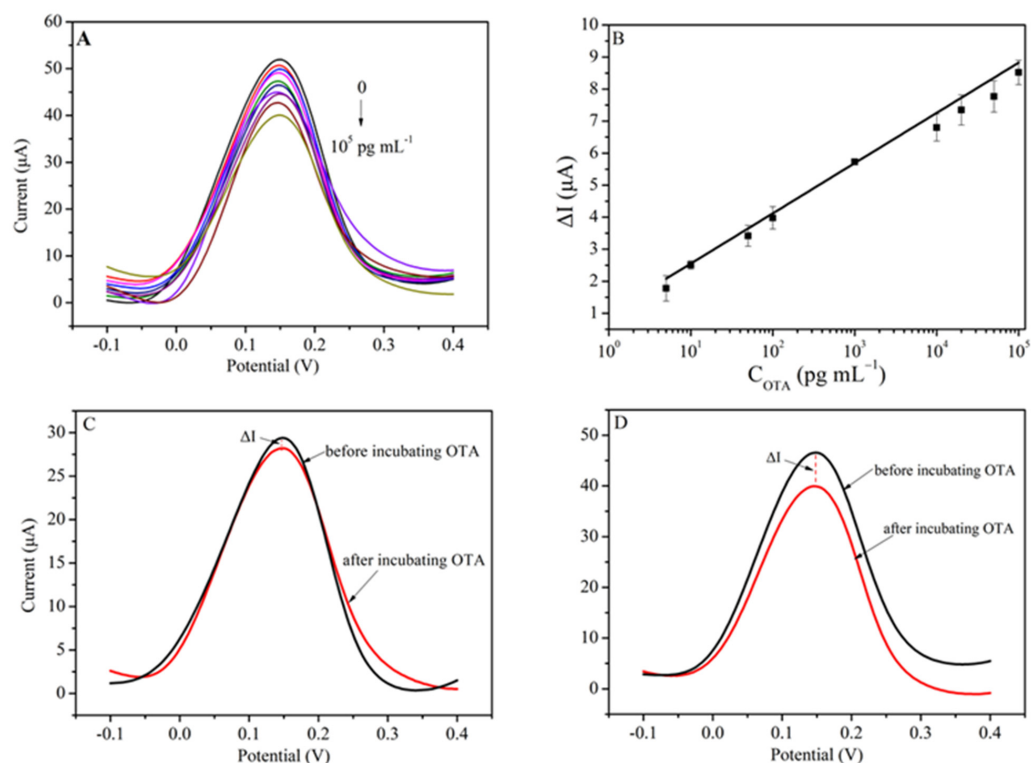 A
60
50
40
30
20
10
0
Current (μA)
0
10⁵ pg mL⁻¹
-0.1 0.0 0.1 0.2 0.3 0.4
Potential (V)
B
9
8
7
6
5
4
3
2
1
ΔI (μA)
10⁰ 10¹ 10² 10³ 10⁴ 10⁵
C_OTA (pg mL⁻¹)
C
30
25
20
15
10
5
0
Current (μA)
ΔI
before incubating OTA
after incubating OTA
-0.1 0.0 0.1 0.2 0.3 0.4
Potential (V)
D
50
40
30
20
10
0
ΔI
before incubating OTA
after incubating OTA
-0.1 0.0 0.1 0.2 0.3 0.4
Potential (V)